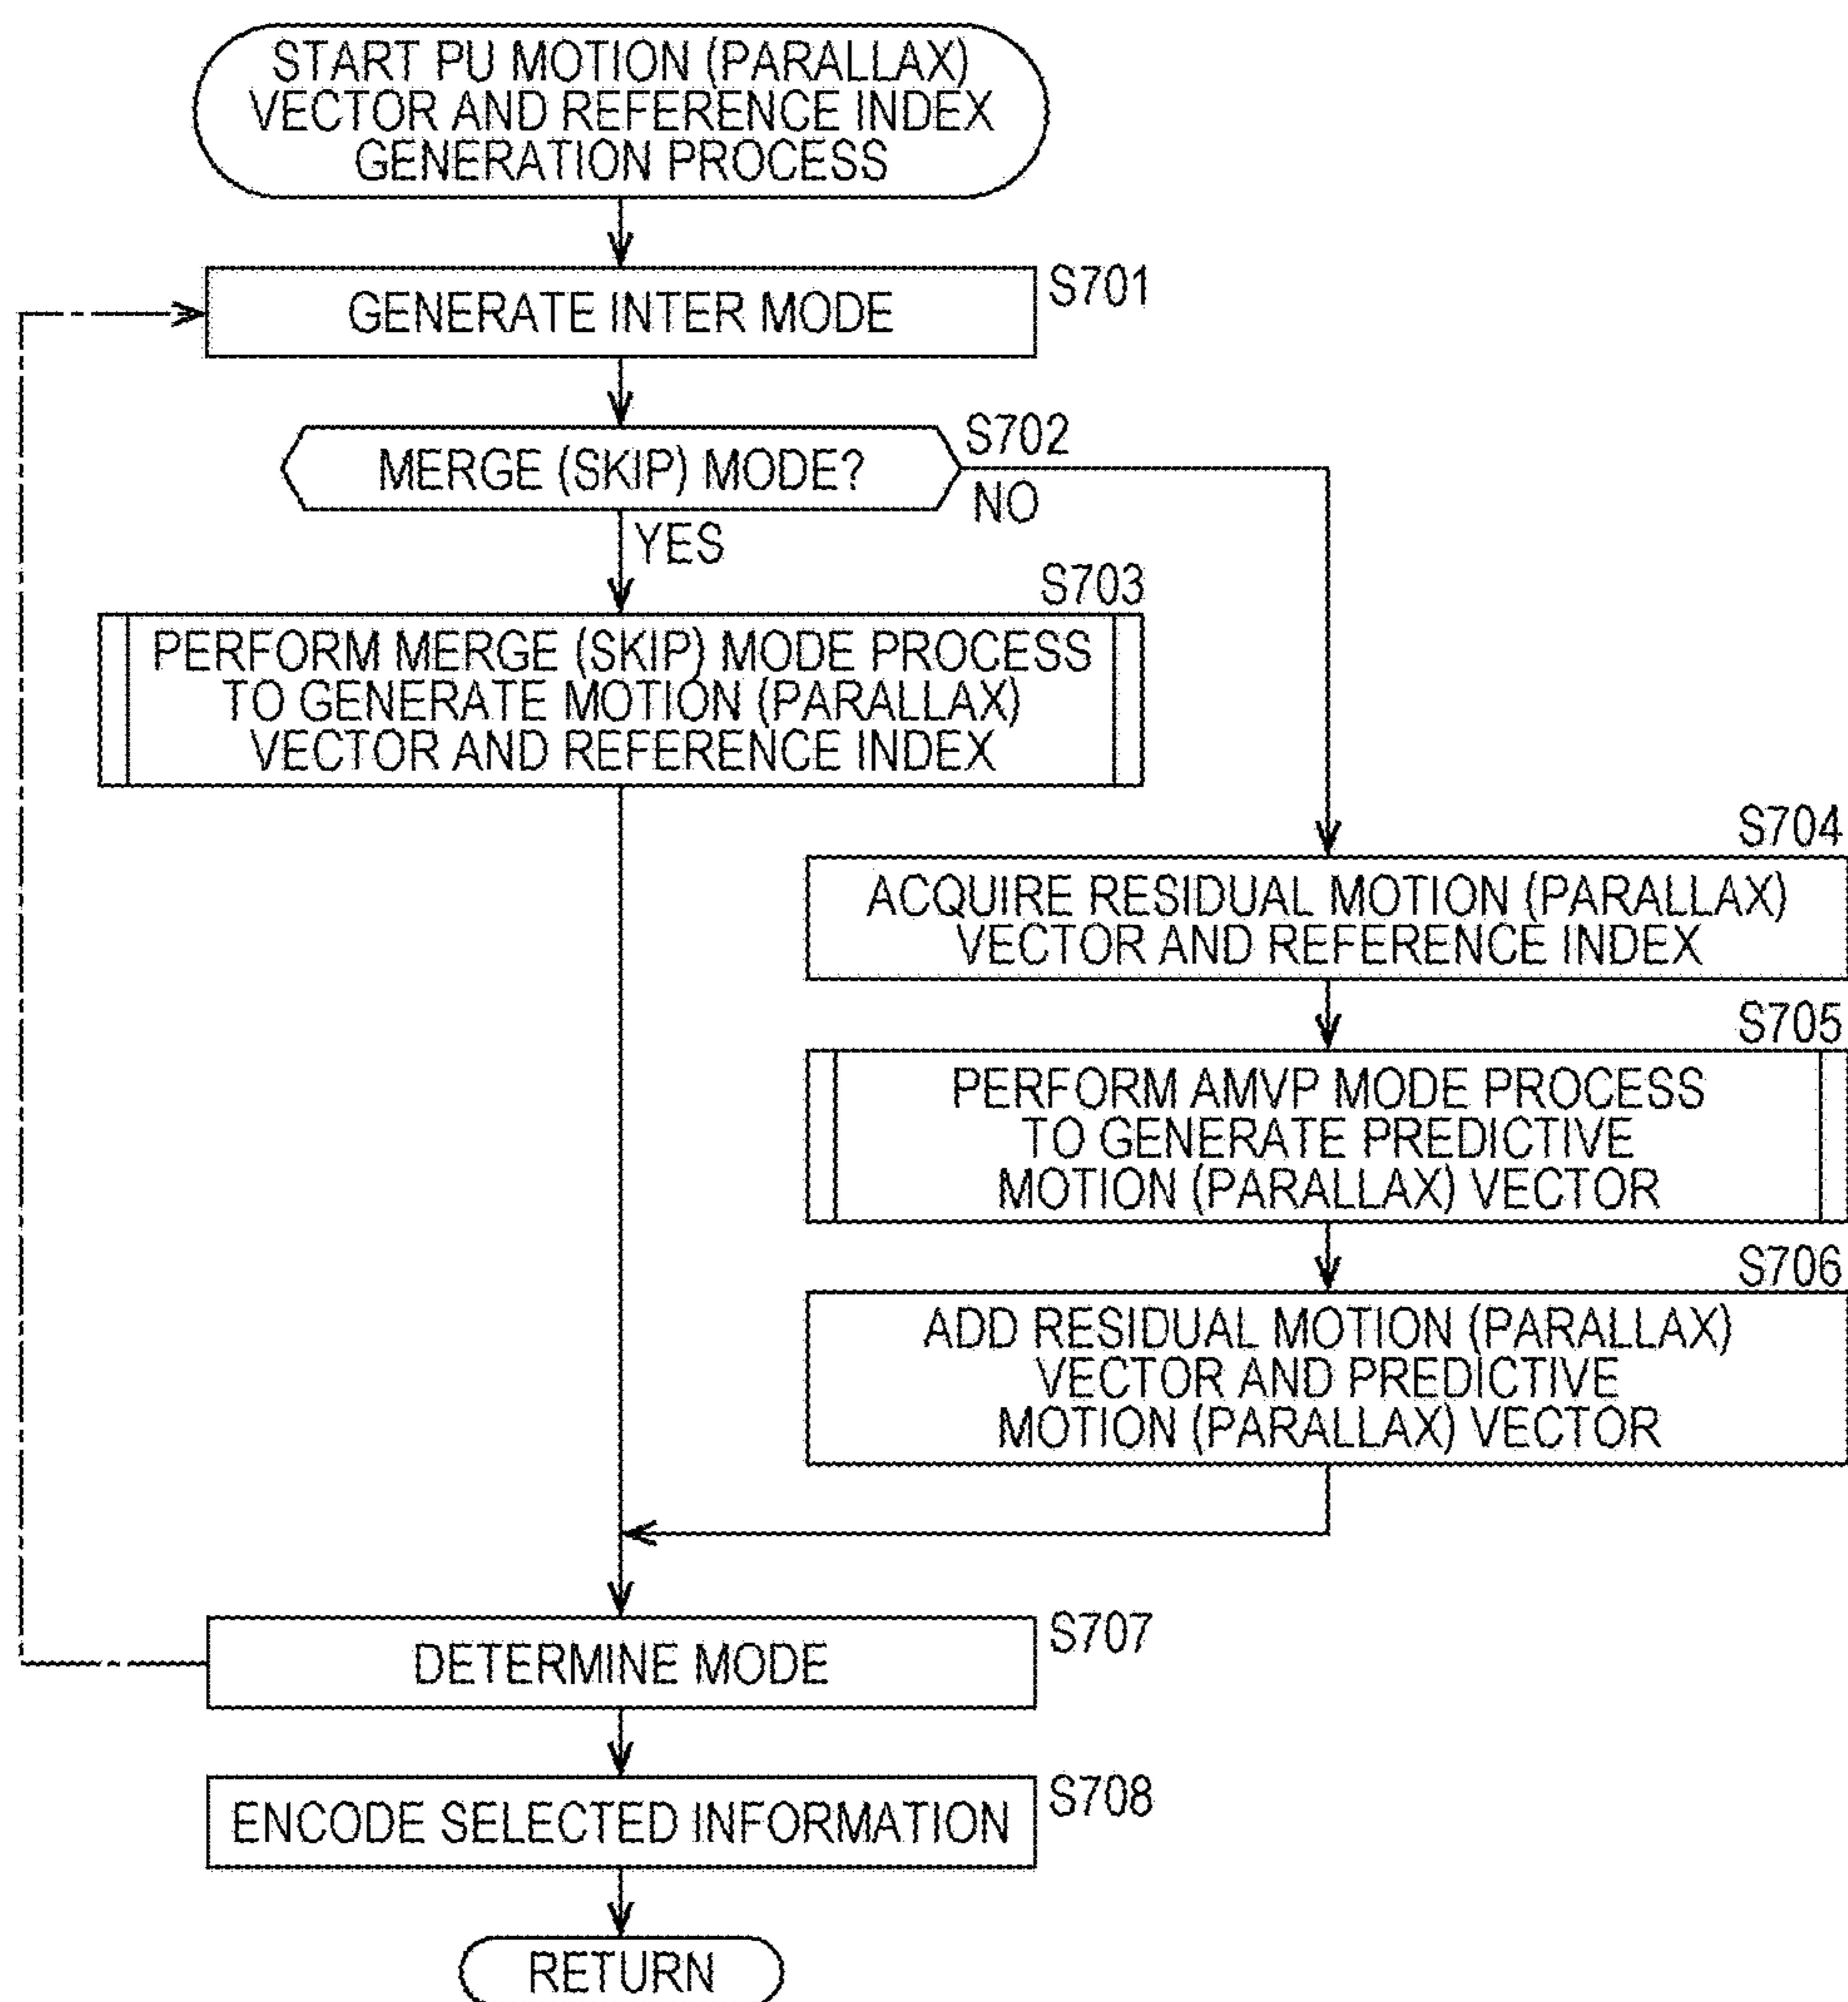 START PU MOTION (PARALLAX)
VECTOR AND REFERENCE INDEX
GENERATION PROCESS
S701
GENERATE INTER MODE
S702
MERGE (SKIP) MODE?
NO
YES
S703
PERFORM MERGE (SKIP) MODE PROCESS
TO GENERATE MOTION (PARALLAX)
VECTOR AND REFERENCE INDEX
S704
ACQUIRE RESIDUAL MOTION (PARALLAX)
VECTOR AND REFERENCE INDEX
S705
PERFORM AMVP MODE PROCESS
TO GENERATE PREDICTIVE
MOTION (PARALLAX) VECTOR
S706
ADD RESIDUAL MOTION (PARALLAX)
VECTOR AND PREDICTIVE
MOTION (PARALLAX) VECTOR
S707
DETERMINE MODE
S708
ENCODE SELECTED INFORMATION
RETURN